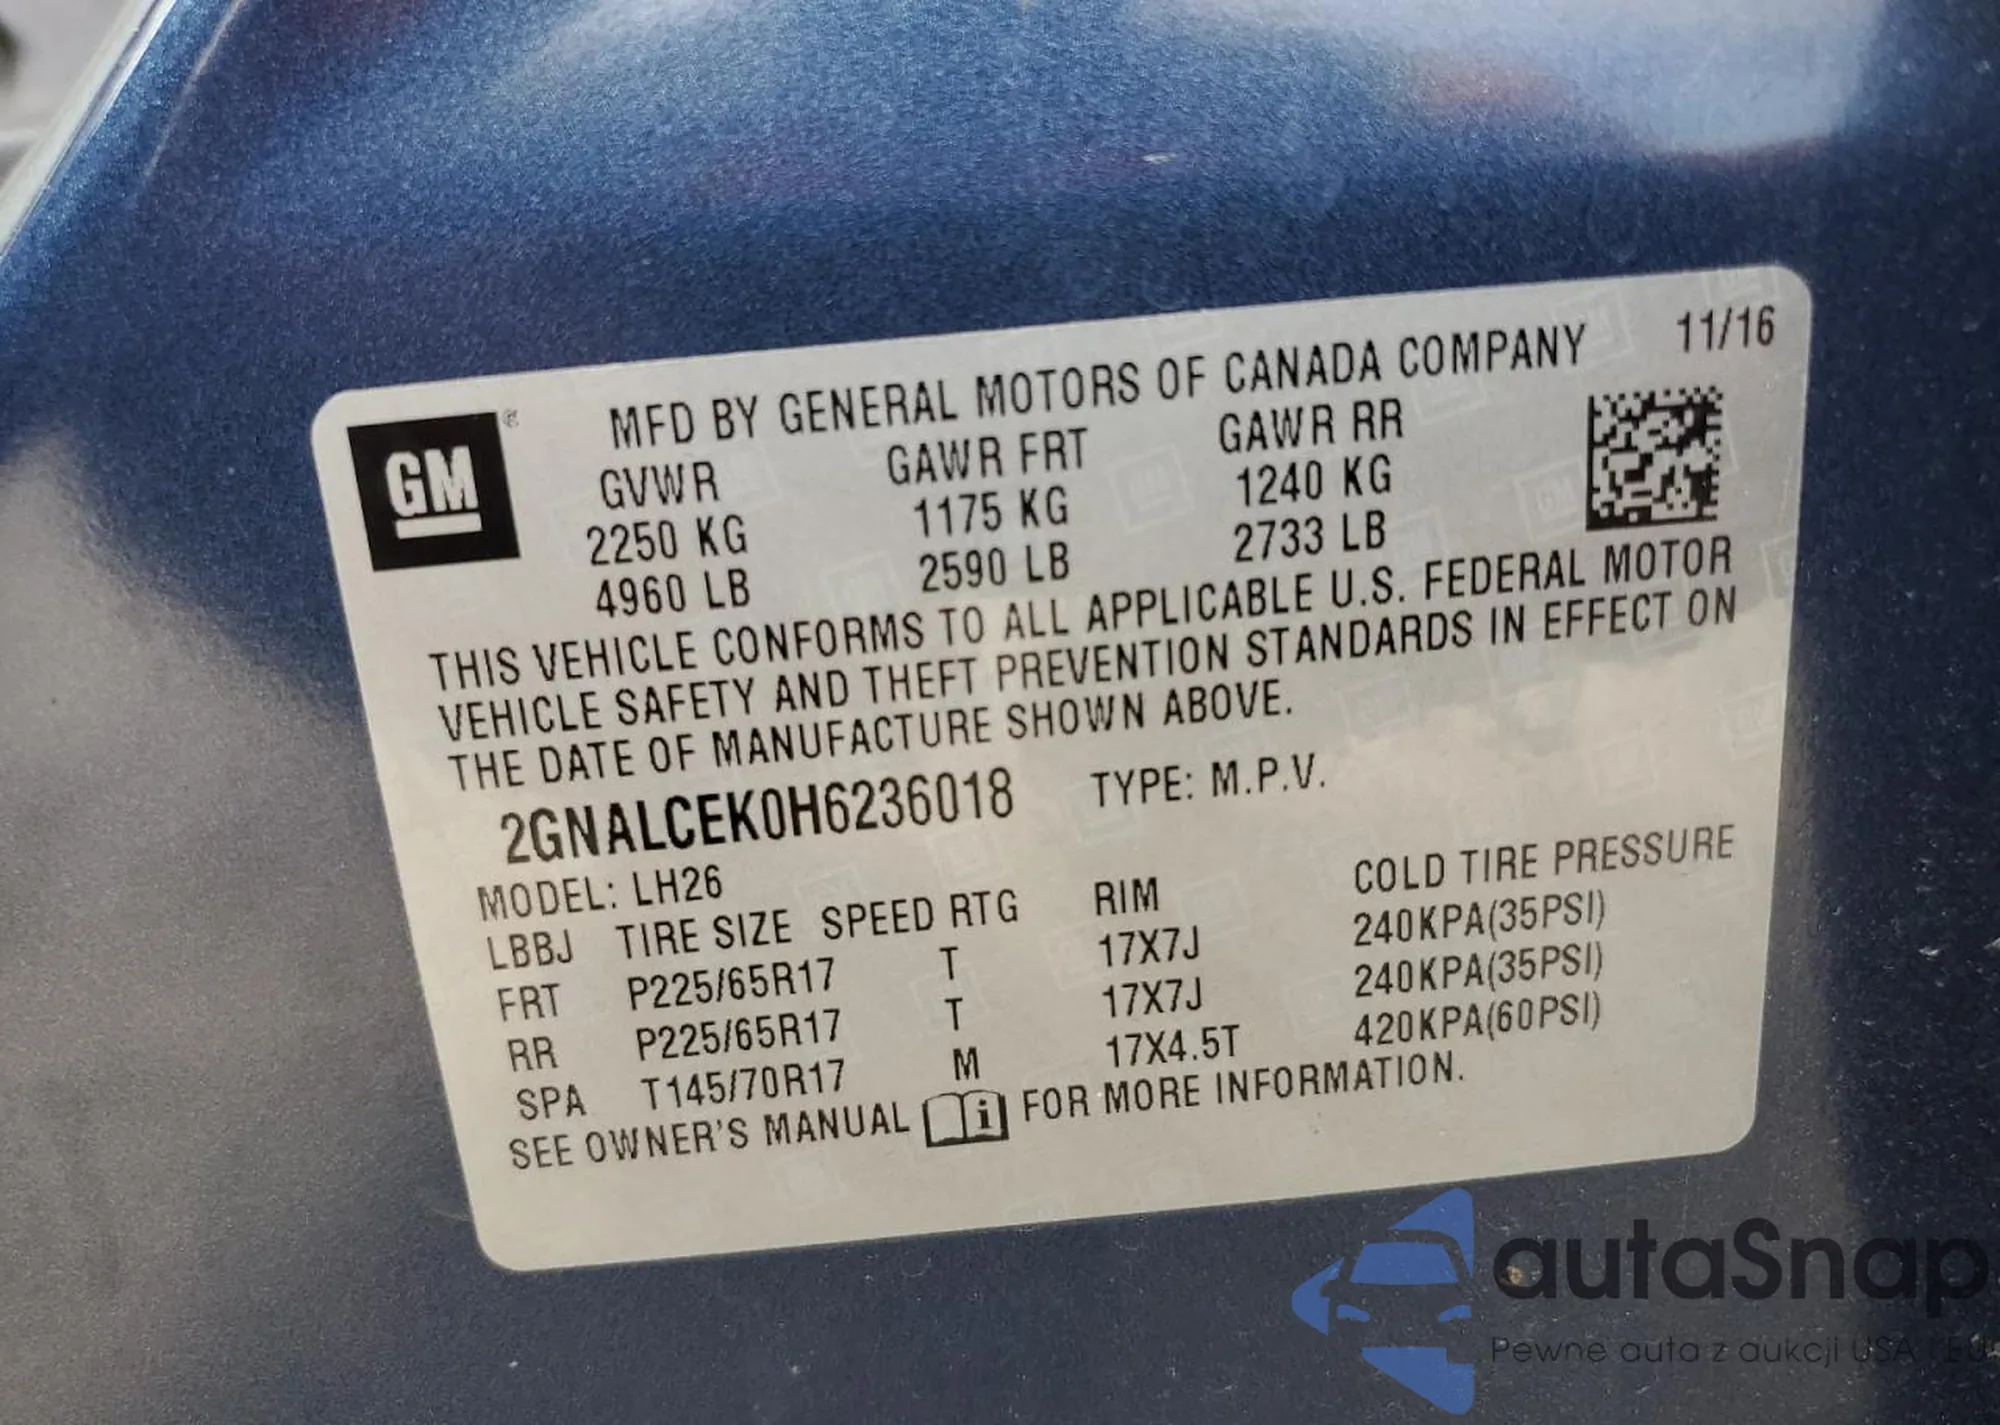 MFD BY GENERAL MOTORS OF CANADA COMPANY 11/16
GM ®
GVWR GAWR FRT GAWR RR
2250 KG 1175 KG 1240 KG
4960 LB 2590 LB 2733 LB
THIS VEHICLE CONFORMS TO ALL APPLICABLE U.S. FEDERAL MOTOR
VEHICLE SAFETY AND THEFT PREVENTION STANDARDS IN EFFECT ON
THE DATE OF MANUFACTURE SHOWN ABOVE.
2GNALCEK0H6236018 TYPE: M.P.V.
MODEL: LH26
LBBJ TIRE SIZE SPEED RTG RIM COLD TIRE PRESSURE
FRT P225/65R17 T 17X7J 240KPA(35PSI)
RR P225/65R17 T 17X7J 240KPA(35PSI)
SPA T145/70R17 M 17X4.5T 420KPA(60PSI)
SEE OWNER'S MANUAL i FOR MORE INFORMATION.
autaSnap
Pewne auta z aukcji USA i EU